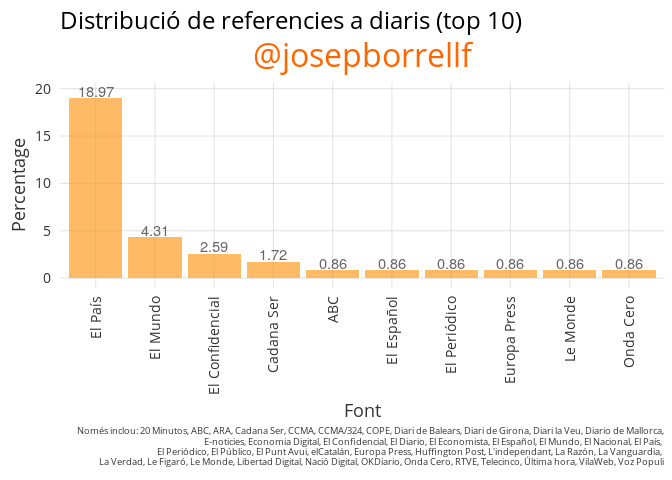 Distribució de referencies a diaris (top 10)
@josepborrellf
Percentage
20
15
10
5
0
18.97
4.31
2.59
1.72
0.86
0.86
0.86
0.86
0.86
0.86
El País
El Mundo
El Confidencial
Cadana Ser
ABC
El Español
El Periódico
Europa Press
Le Monde
Onda Cero
Font
Només inclou: 20 Minutos, ABC, ARA, Cadana Ser, CCMA, CCMA/324, COPE, Diari de Balears, Diari de Girona, Diari la Veu, Diario de Mallorca,
E-noticies, Economia Digital, El Confidencial, El Diario, El Economista, El Español, El Mundo, El Nacional, El País,
El Periódico, El Público, El Punt Avui, elCatalán, Europa Press, Huffington Post, L'independant, La Razón, La Vanguardia,
La Verdad, Le Figaró, Le Monde, Libertad Digital, Nació Digital, OKDiario, Onda Cero, RTVE, Telecinco, Última hora, VilaWeb, Voz Populi